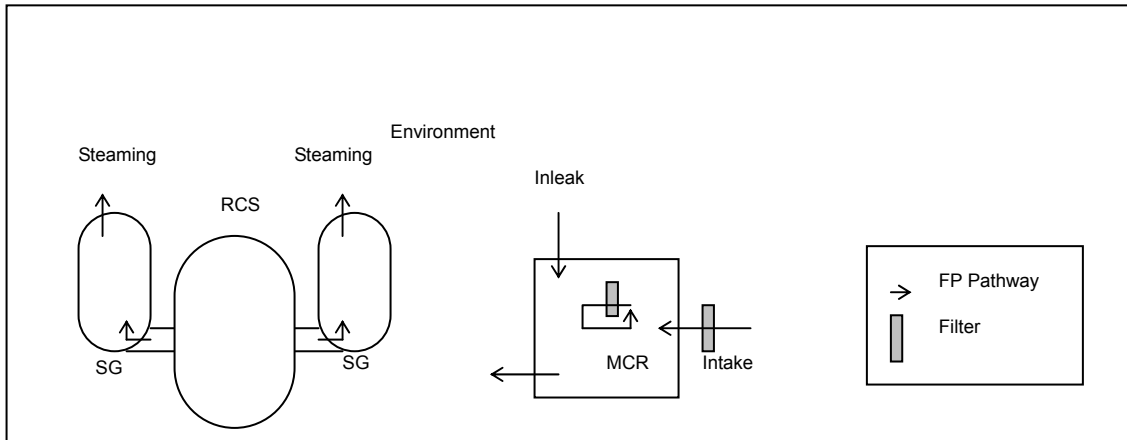 Environment
Steaming
Steaming
Inleak
RCS
FP Pathway
Filter
SG
SG
MCR
Intake